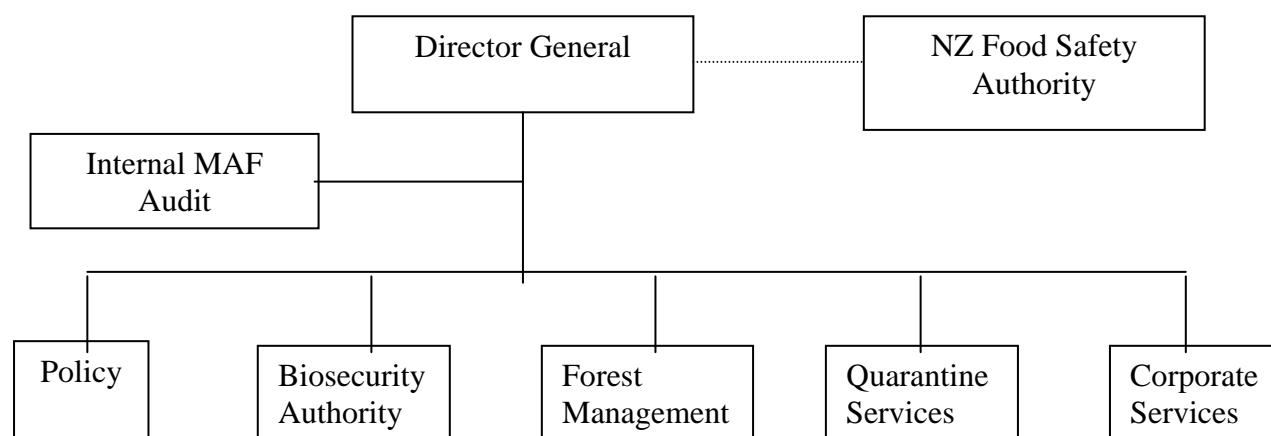 Director General
NZ Food Safety
Authority
Internal MAF
Audit
Policy
Biosecurity
Authority
Forest
Management
Quarantine
Services
Corporate
Services